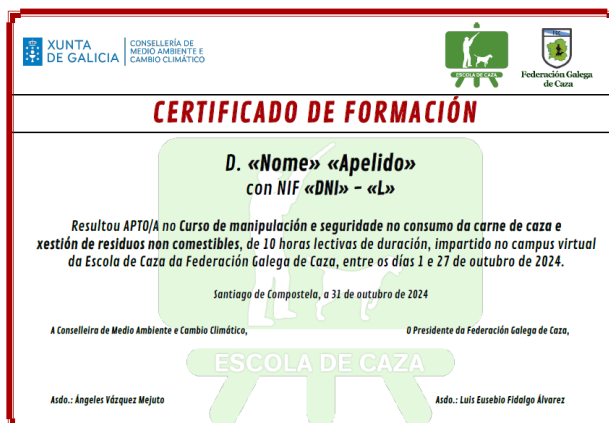 XUNTA
DE GALICIA
CONSELLERÍA DE
MEDIO AMBIENTE E
CAMBIO CLIMÁTICO
ESCOLA DE CAZA
FGC
Federación Galega
de Caza
CERTIFICADO DE FORMACIÓN
D. «Nome» «Apelido»
con NIF «DNI» – «L»
Resultou APTO/A no Curso de manipulación e seguridade no consumo da carne de caza e
xestión de residuos non comestibles, de 10 horas lectivas de duración, impartido no campus virtual
da Escola de Caza da Federación Galega de Caza, entre os días 1 e 27 de outubro de 2024.
Santiago de Compostela, a 31 de outubro de 2024
A Conselleira de Medio Ambiente e Cambio Climático,
O Presidente da Federación Galega de Caza,
ESCOLA DE CAZA
Asdo.: Ángeles Vázquez Mejuto
Asdo.: Luis Eusebio Fidalgo Álvarez